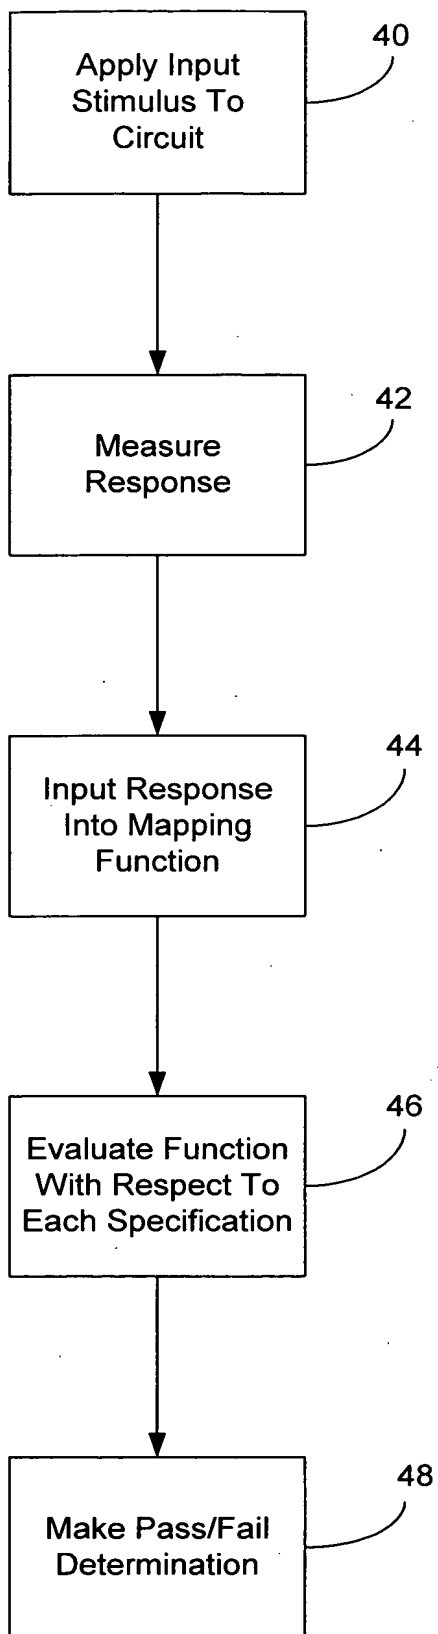 Apply Input
Stimulus To
Circuit
40
Measure
Response
42
Input Response
Into Mapping
Function
44
Evaluate Function
With Respect To
Each Specification
46
Make Pass/Fail
Determination
48